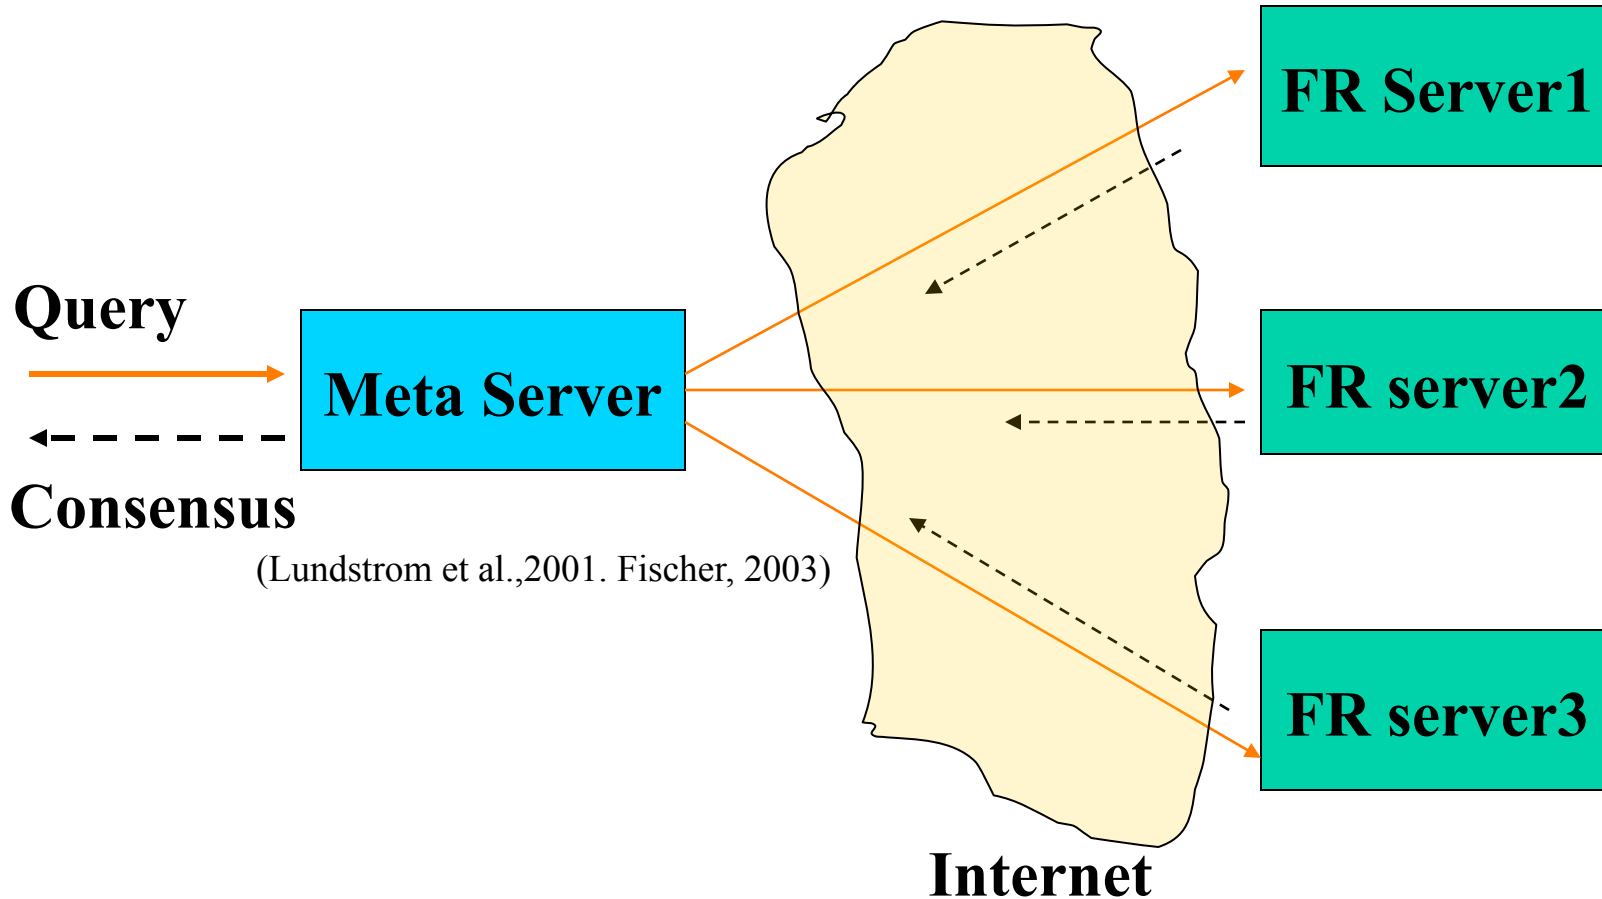 FR Server1
Query
Meta Server
FR server2
Consensus
(Lundstrom et al.,2001. Fischer, 2003)
FR server3
Internet